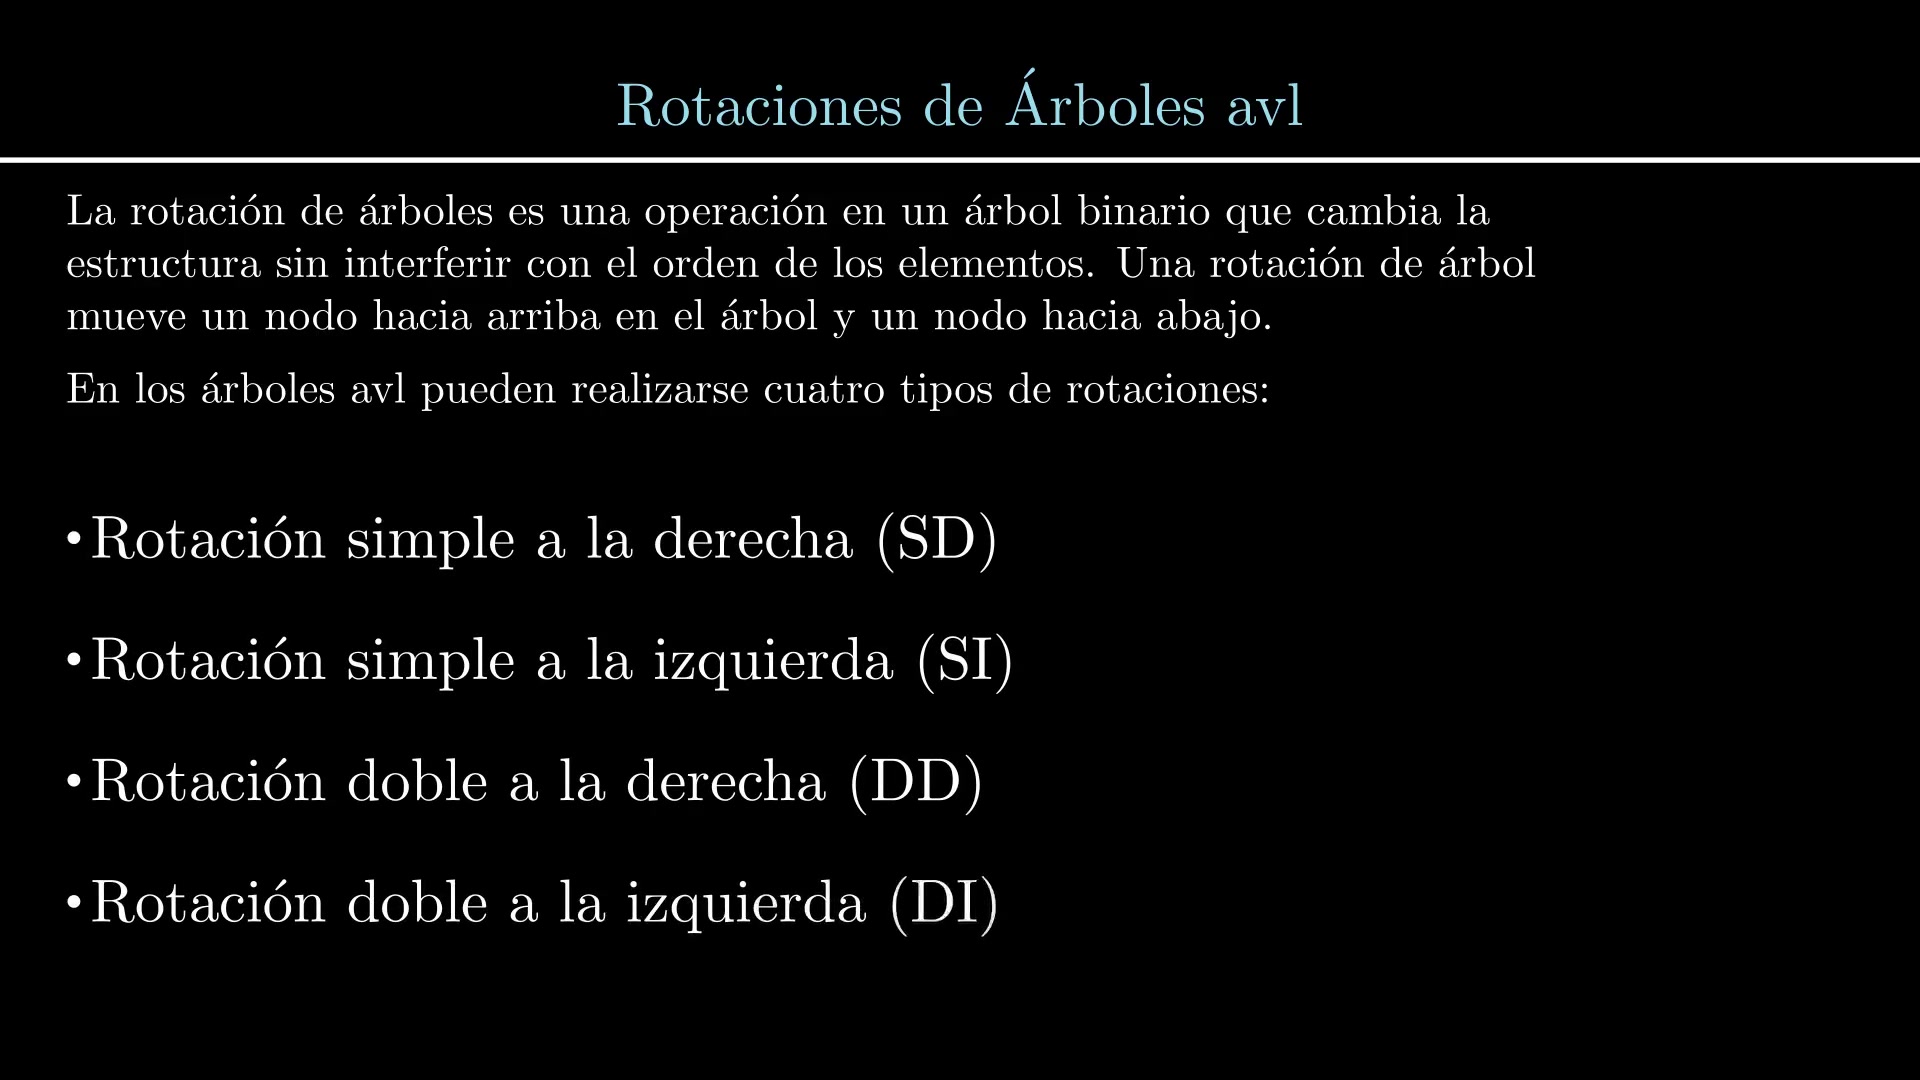 Rotaciones de Árboles avl
La rotación de árboles es una operación en un árbol binario que cambia la
estructura sin interferir con el orden de los elementos. Una rotación de árbol
mueve un nodo hacia arriba en el árbol y un nodo hacia abajo.
En los árboles avl pueden realizarse cuatro tipos de rotaciones:
•Rotación simple a la derecha (SD)
•Rotación simple a la izquierda (SI)
•Rotación doble a la derecha (DD)
•Rotación doble a la izquierda (DI)